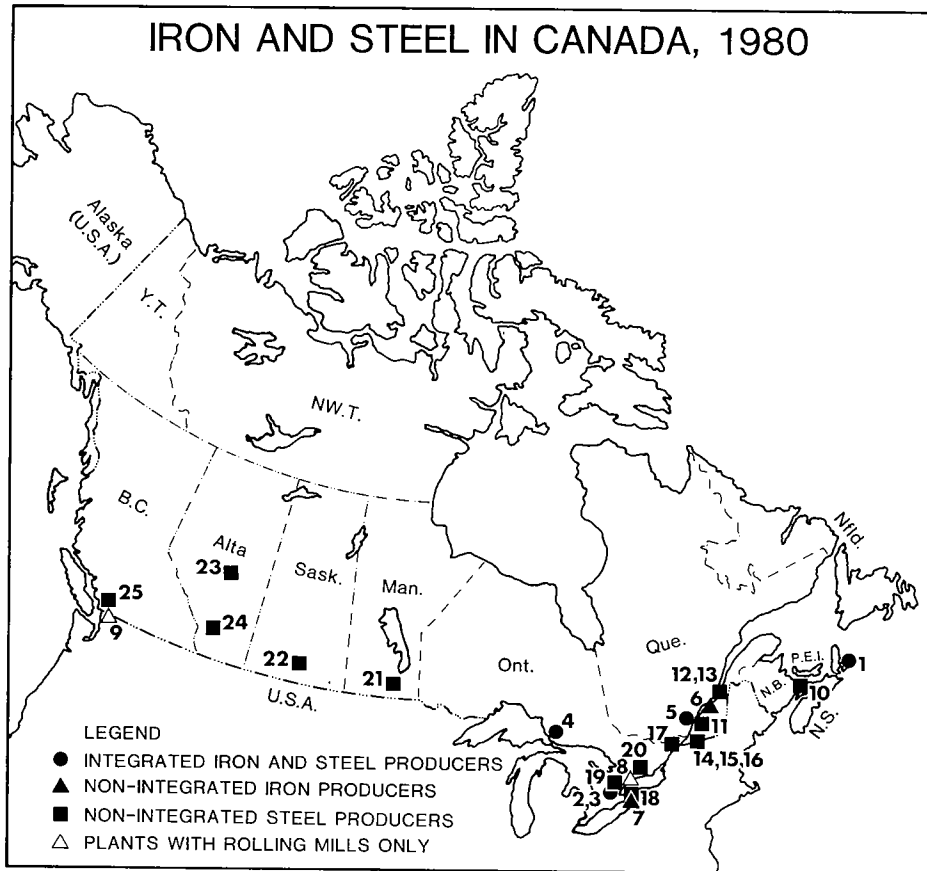 IRON AND STEEL IN CANADA, 1980
Alaska
(U.S.A.)
Y.T.
N.W.T.
B.C.
Alta
Sask.
Man.
Ont.
Que.
Nfld.
P.E.I.
N.B.
N.S.
U.S.A.
23
24
25
9
22
21
4
12,13
6
5
11
17
14,15,16
20
8
19
2,3
18
7
10
1
LEGEND
INTEGRATED IRON AND STEEL PRODUCERS
NON-INTEGRATED IRON PRODUCERS
NON-INTEGRATED STEEL PRODUCERS
PLANTS WITH ROLLING MILLS ONLY